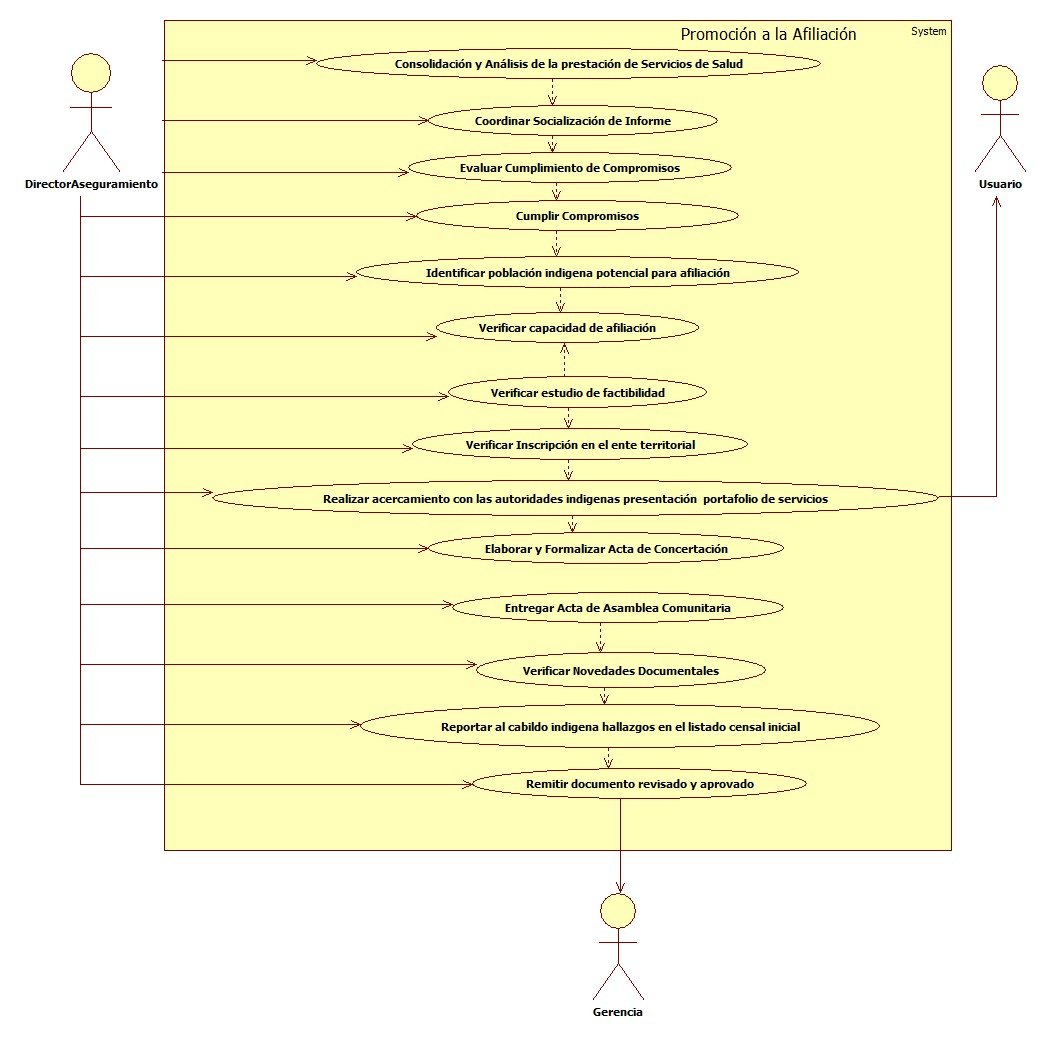 Promoción a la Afiliación
System
Consolidación y Análisis de la prestación de Servicios de Salud
Coordinar Socialización de Informe
Evaluar Cumplimiento de Compromisos
DirectorAseguramiento
Usuario
Cumplir Compromisos
Identificar población indigena potencial para afiliación
Verificar capacidad de afiliación
Verificar estudio de factibilidad
Verificar Inscripción en el ente territorial
Realizar acercamiento con las autoridades indigenas presentación portafolio de servicios
Elaborar y Formalizar Acta de Concertación
Entregar Acta de Asamblea Comunitaria
Verificar Novedades Documentales
Reportar al cabildo indigena hallazgos en el listado censal inicial
Remitir documento revisado y aprovado
Gerencia